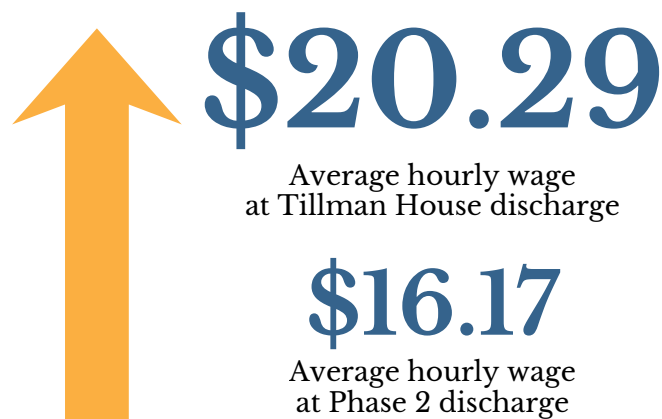 $20.29
Average hourly wage
at Tillman House discharge
$16.17
Average hourly wage
at Phase 2 discharge